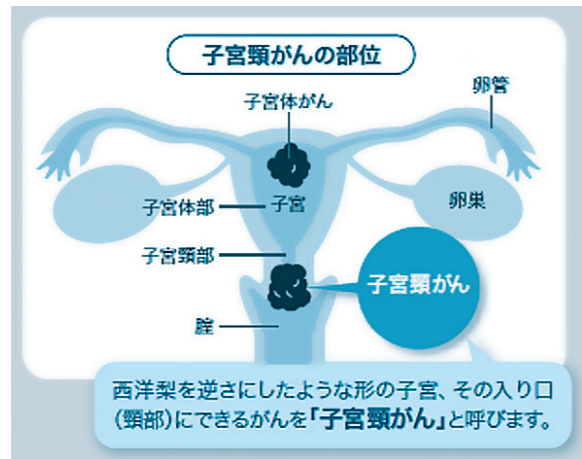 子宮頸がんの部位
子宮体がん
卵管
子宮体部
子宮
卵巣
子宮頸部
子宮頸がん
腟
西洋梨を逆さにしたような形の子宮、その入り口
（頸部）にできるがんを「子宮頸がん」と呼びます。